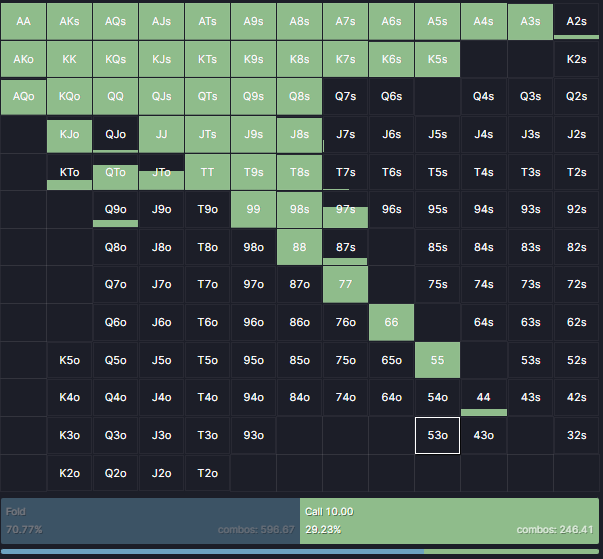 AA AKs AQs AJs ATs A9s A8s A7s A6s A5s A4s A3s A2s
AKo KK KQs KJs KTs K9s K8s K7s K6s K5s K2s
AQo KQo QQ QJs QTs Q9s Q8s Q7s Q6s Q4s Q3s Q2s
KJo QJo JJ JTs J9s J8s J7s J6s J5s J4s J3s J2s
KTo QTo JTo TT T9s T8s T7s T6s T5s T4s T3s T2s
Q9o J9o T9o 99 98s 97s 96s 95s 94s 93s 92s
Q8o J8o T8o 98o 88 87s 85s 84s 83s 82s
Q7o J7o T7o 97o 87o 77 75s 74s 73s 72s
Q6o J6o T6o 96o 86o 76o 66 64s 63s 62s
K5o Q5o J5o T5o 95o 85o 75o 65o 55 53s 52s
K4o Q4o J4o T4o 94o 84o 74o 64o 54o 44 43s 42s
K3o Q3o J3o T3o 93o 53o 43o 32s
K2o Q2o J2o T2o
Fold Call 10.00
70.77% combos: 596.67 29.23% combos: 246.41